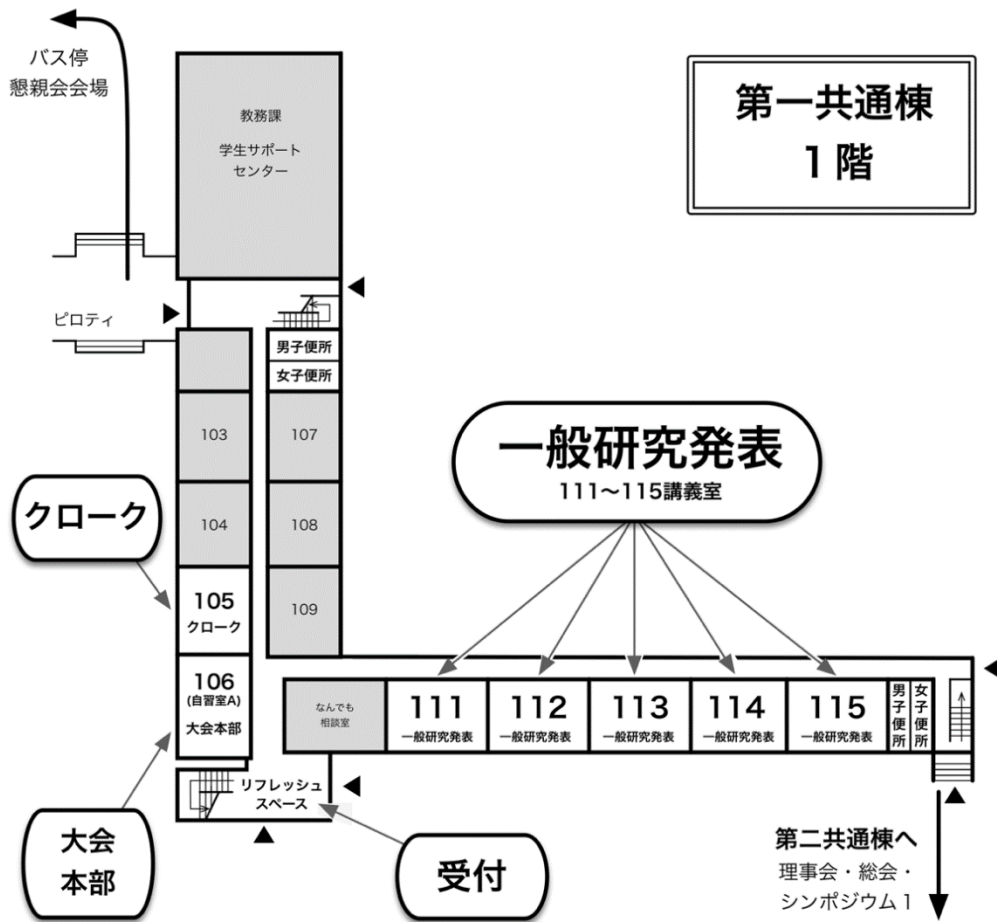 バス停
懇親会会場
教務課
学生サポート
センター
第一共通棟
1階
ピロティ
男子便所
女子便所
103
107
一般研究発表
111〜115講義室
クローク
104
108
105
クローク
109
106
(自習室A)
大会本部
なんでも
相談室
111
一般研究発表
112
一般研究発表
113
一般研究発表
114
一般研究発表
115
一般研究発表
男子便所
女子便所
リフレッシュ
スペース
大会
本部
受付
第二共通棟へ
理事会・総会・
シンポジウム1